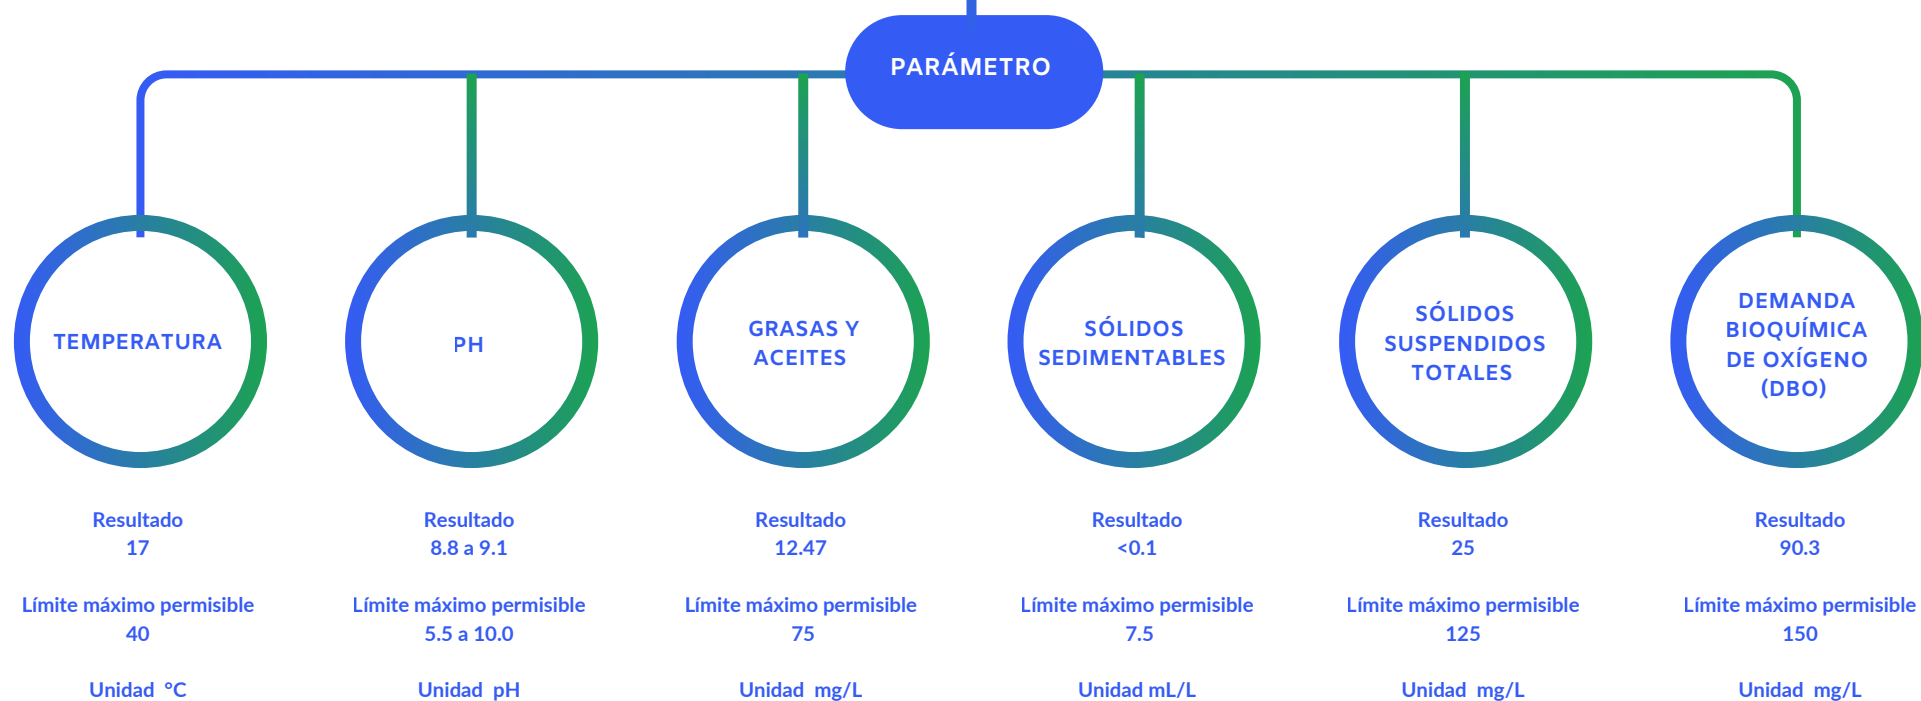 PARÁMETRO
TEMPERATURA
PH
GRASAS Y
ACEITES
SÓLIDOS
SEDIMENTABLES
SÓLIDOS
SUSPENDIDOS
TOTALES
DEMANDA
BIOQUÍMICA
DE OXÍGENO
(DBO)
Resultado
17
Límite máximo permisible
40
Unidad °C
Resultado
8.8 a 9.1
Límite máximo permisible
5.5 a 10.0
Unidad pH
Resultado
12.47
Límite máximo permisible
75
Unidad mg/L
Resultado
<0.1
Límite máximo permisible
7.5
Unidad mL/L
Resultado
25
Límite máximo permisible
125
Unidad mg/L
Resultado
90.3
Límite máximo permisible
150
Unidad mg/L